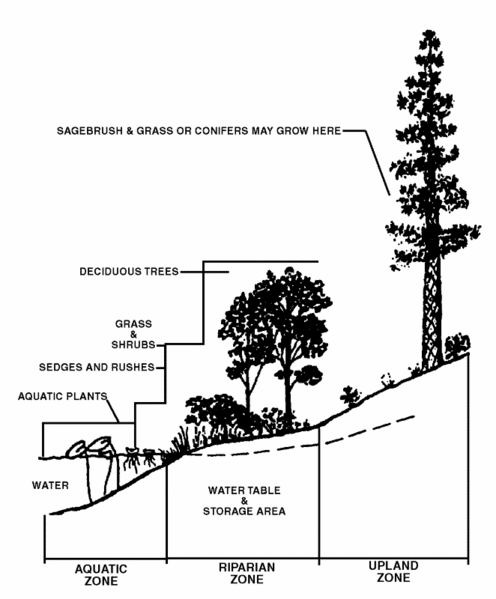 SAGEBRUSH & GRASS OR CONIFERS MAY GROW HERE
DECIDUOUS TREES
GRASS
&
SHRUBS
SEDGES AND RUSHES
AQUATIC PLANTS
WATER
WATER TABLE
&
STORAGE AREA
AQUATIC
ZONE
RIPARIAN
ZONE
UPLAND
ZONE